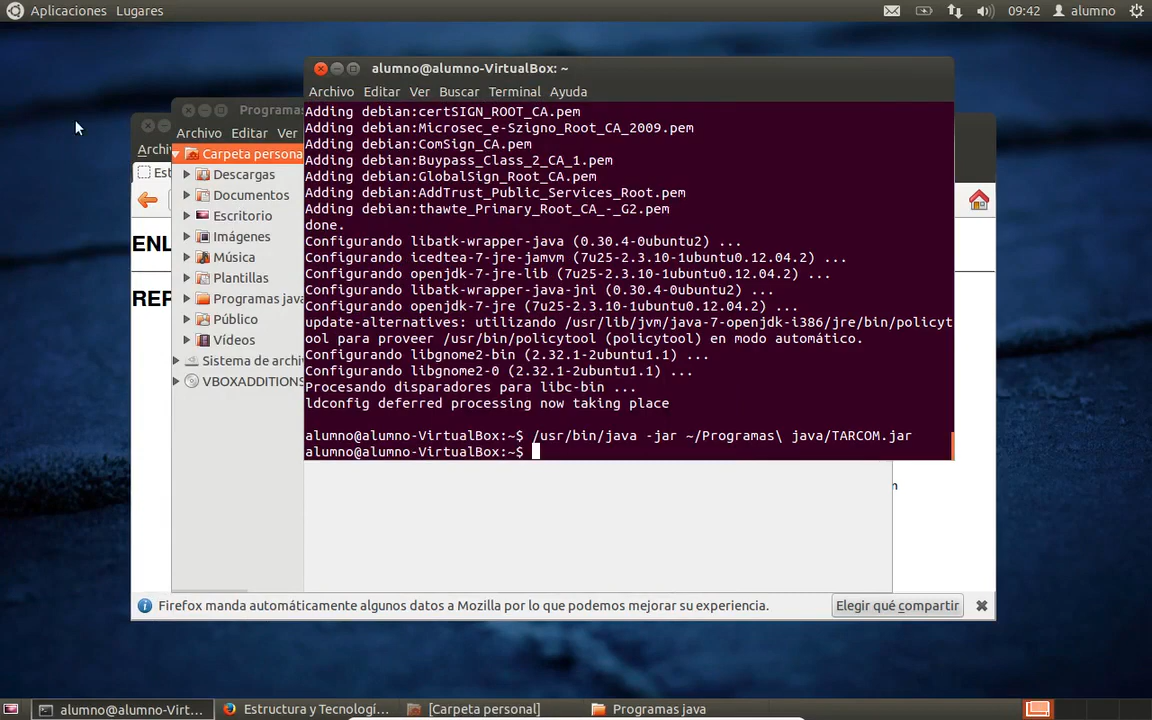 Aplicaciones Lugares 09:42 alumno
alumno@alumno-VirtualBox: ~
Archivo Editar Ver Buscar Terminal Ayuda
Adding debian:certSIGN_ROOT_CA.pem
Adding debian:Microsec_e-Szigno_Root_CA_2009.pem
Adding debian:ComSign_CA.pem
Adding debian:Buypass_Class_2_CA_1.pem
Adding debian:GlobalSign_Root_CA.pem
Adding debian:AddTrust_Public_Services_Root.pem
Adding debian:thawte_Primary_Root_CA_-_G2.pem
done.
Configurando libatk-wrapper-java (0.30.4-0ubuntu2) ...
Configurando icedtea-7-jre-jamvm (7u25-2.3.10-1ubuntu0.12.04.2) ...
Configurando openjdk-7-jre-lib (7u25-2.3.10-1ubuntu0.12.04.2) ...
Configurando libatk-wrapper-java-jni (0.30.4-0ubuntu2) ...
Configurando openjdk-7-jre (7u25-2.3.10-1ubuntu0.12.04.2) ...
update-alternatives: utilizando /usr/lib/jvm/java-7-openjdk-i386/jre/bin/policyt
ool para proveer /usr/bin/policytool (policytool) en modo automático.
Configurando libgnome2-bin (2.32.1-2ubuntu1.1) ...
Configurando libgnome2-0 (2.32.1-2ubuntu1.1) ...
Procesando disparadores para libc-bin ...
ldconfig deferred processing now taking place
alumno@alumno-VirtualBox:~$ /usr/bin/java -jar ~/Programas\ java/TARCOM.jar
alumno@alumno-VirtualBox:~$
Programas
Archivo Editar Ver
Carpeta persona
Descargas
Documentos
Escritorio
Imágenes
Música
Plantillas
Programas java
Público
Vídeos
Sistema de archi
VBOXADDITIONS
Archi
Est
ENL
REP
Firefox manda automáticamente algunos datos a Mozilla por lo que podemos mejorar su experiencia. Elegir qué compartir
alumno@alumno-Virt... Estructura y Tecnologí... [Carpeta personal] Programas java